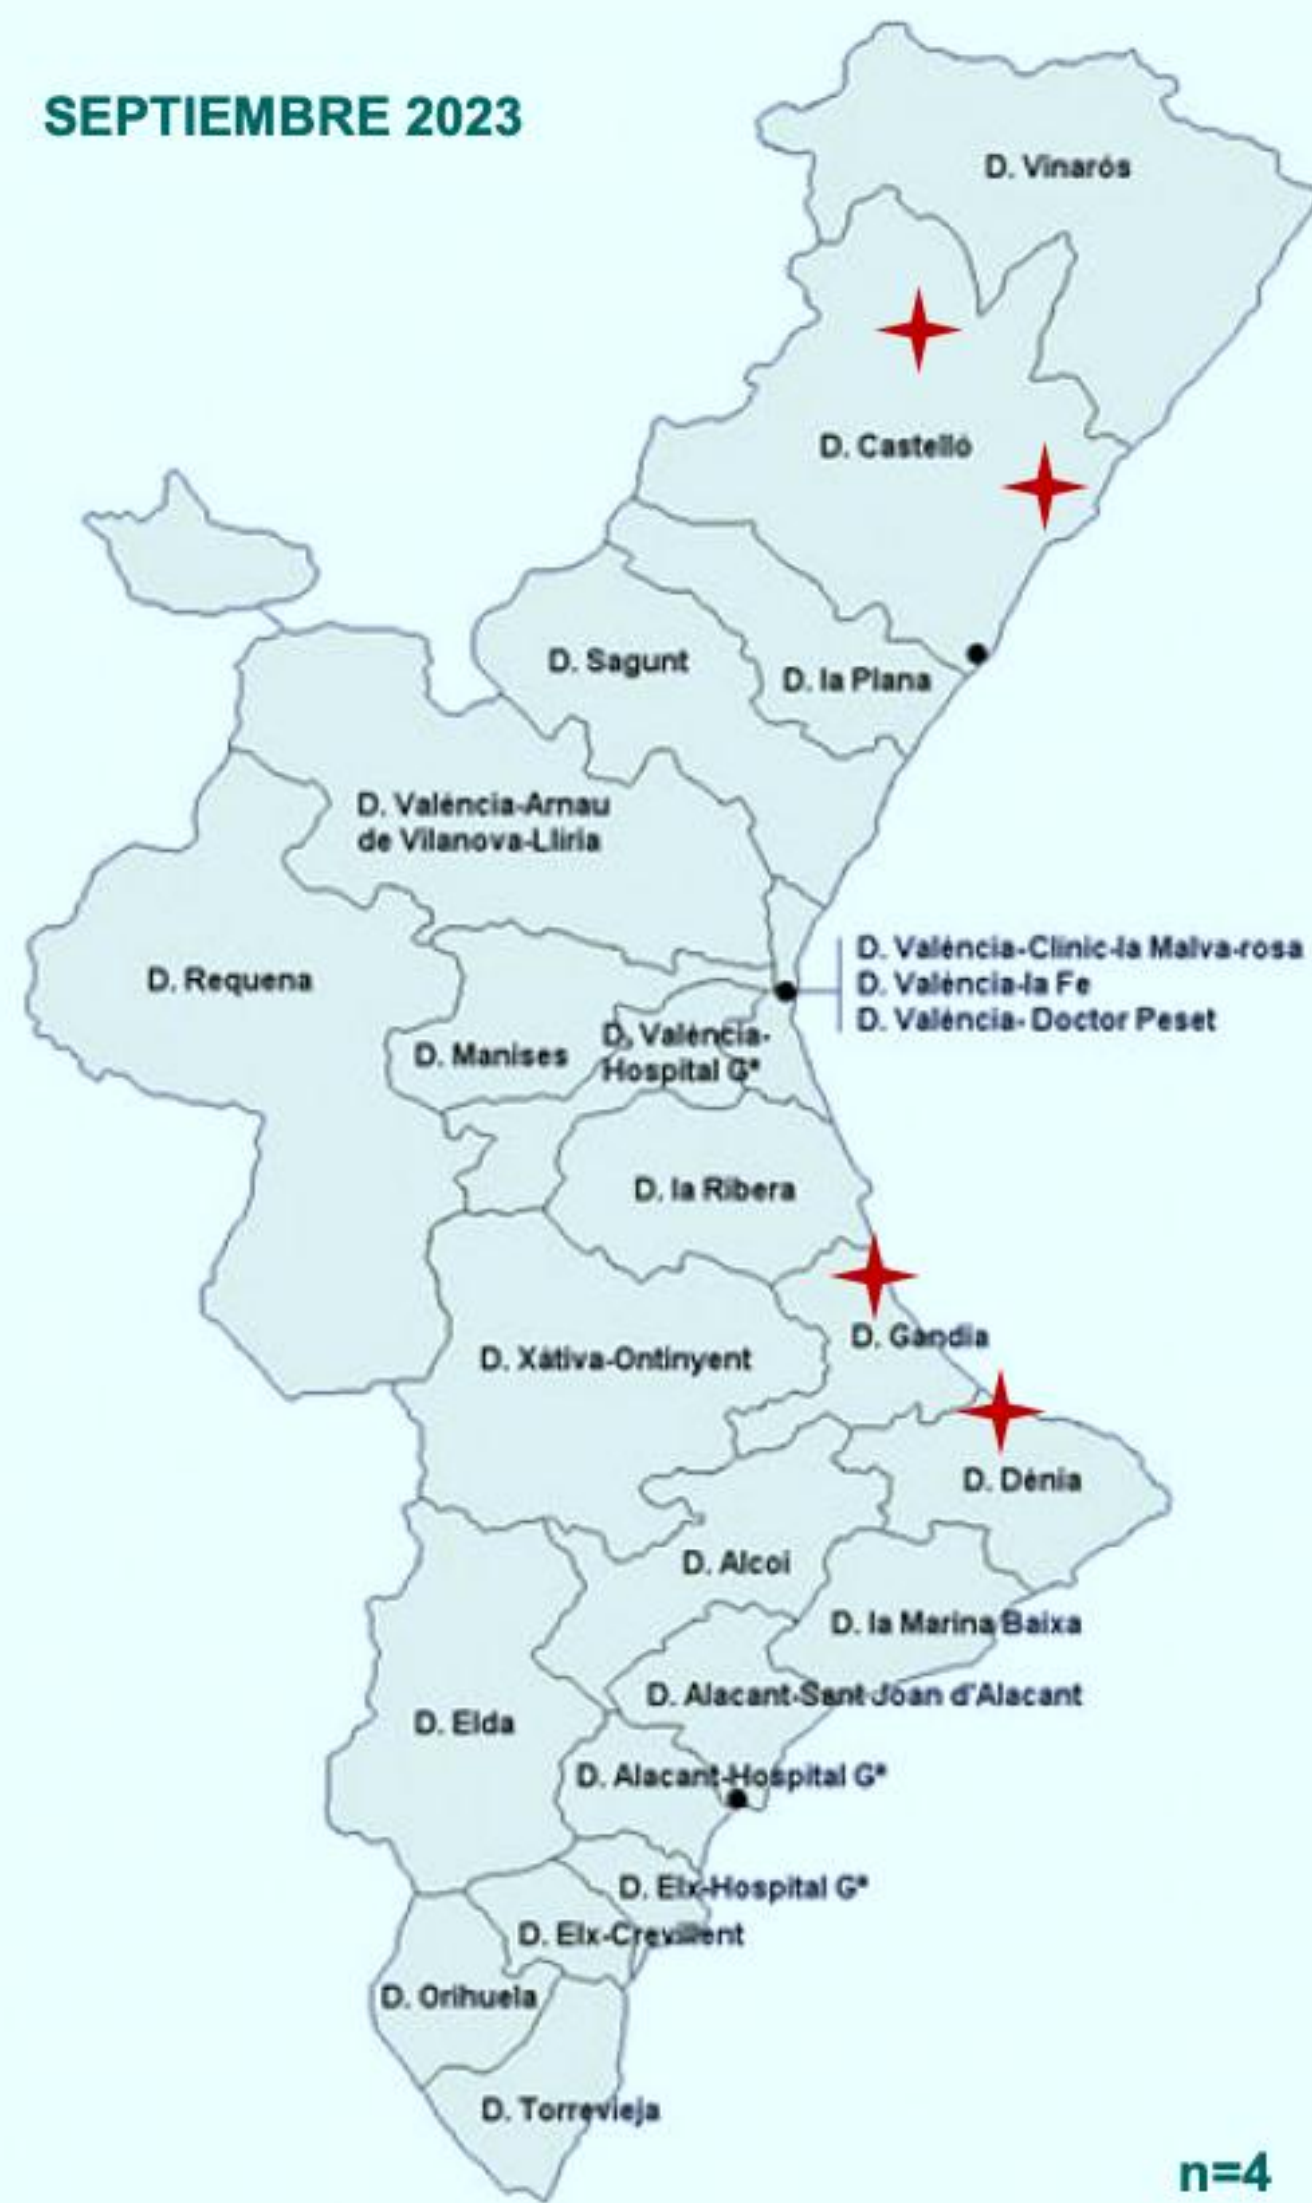 SEPTIEMBRE 2023
D. Vinarós
D. Castelló
D. Sagunt
D. la Plana
D. València-Arnau
de Vilanova-Llíria
D. València-Clínic-la Malva-rosa
D. València-la Fe
D. València- Doctor Peset
D. Requena
D. València-
Hospital Gª
D. Manises
D. la Ribera
D. Gandia
D. Xàtiva-Ontinyent
D. Dénia
D. Alcoi
D. la Marina Baixa
D. Alacant-Sant Joan d'Alacant
D. Elda
D. Alacant-Hospital Gª
D. Elx-Hospital Gª
D. Elx-Crevillent
D. Orihuela
D. Torrevieja
n=4